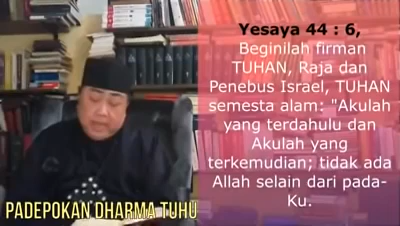 Yesaya 44 : 6,
Beginilah firman
TUHAN, Raja dan
Penebus Israel, TUHAN
semesta alam: "Akulah
yang terdahulu dan
Akulah yang
terkemudian; tidak ada
Allah selain dari pada-
Ku.
PADEPOKAN DHARMA TUHU